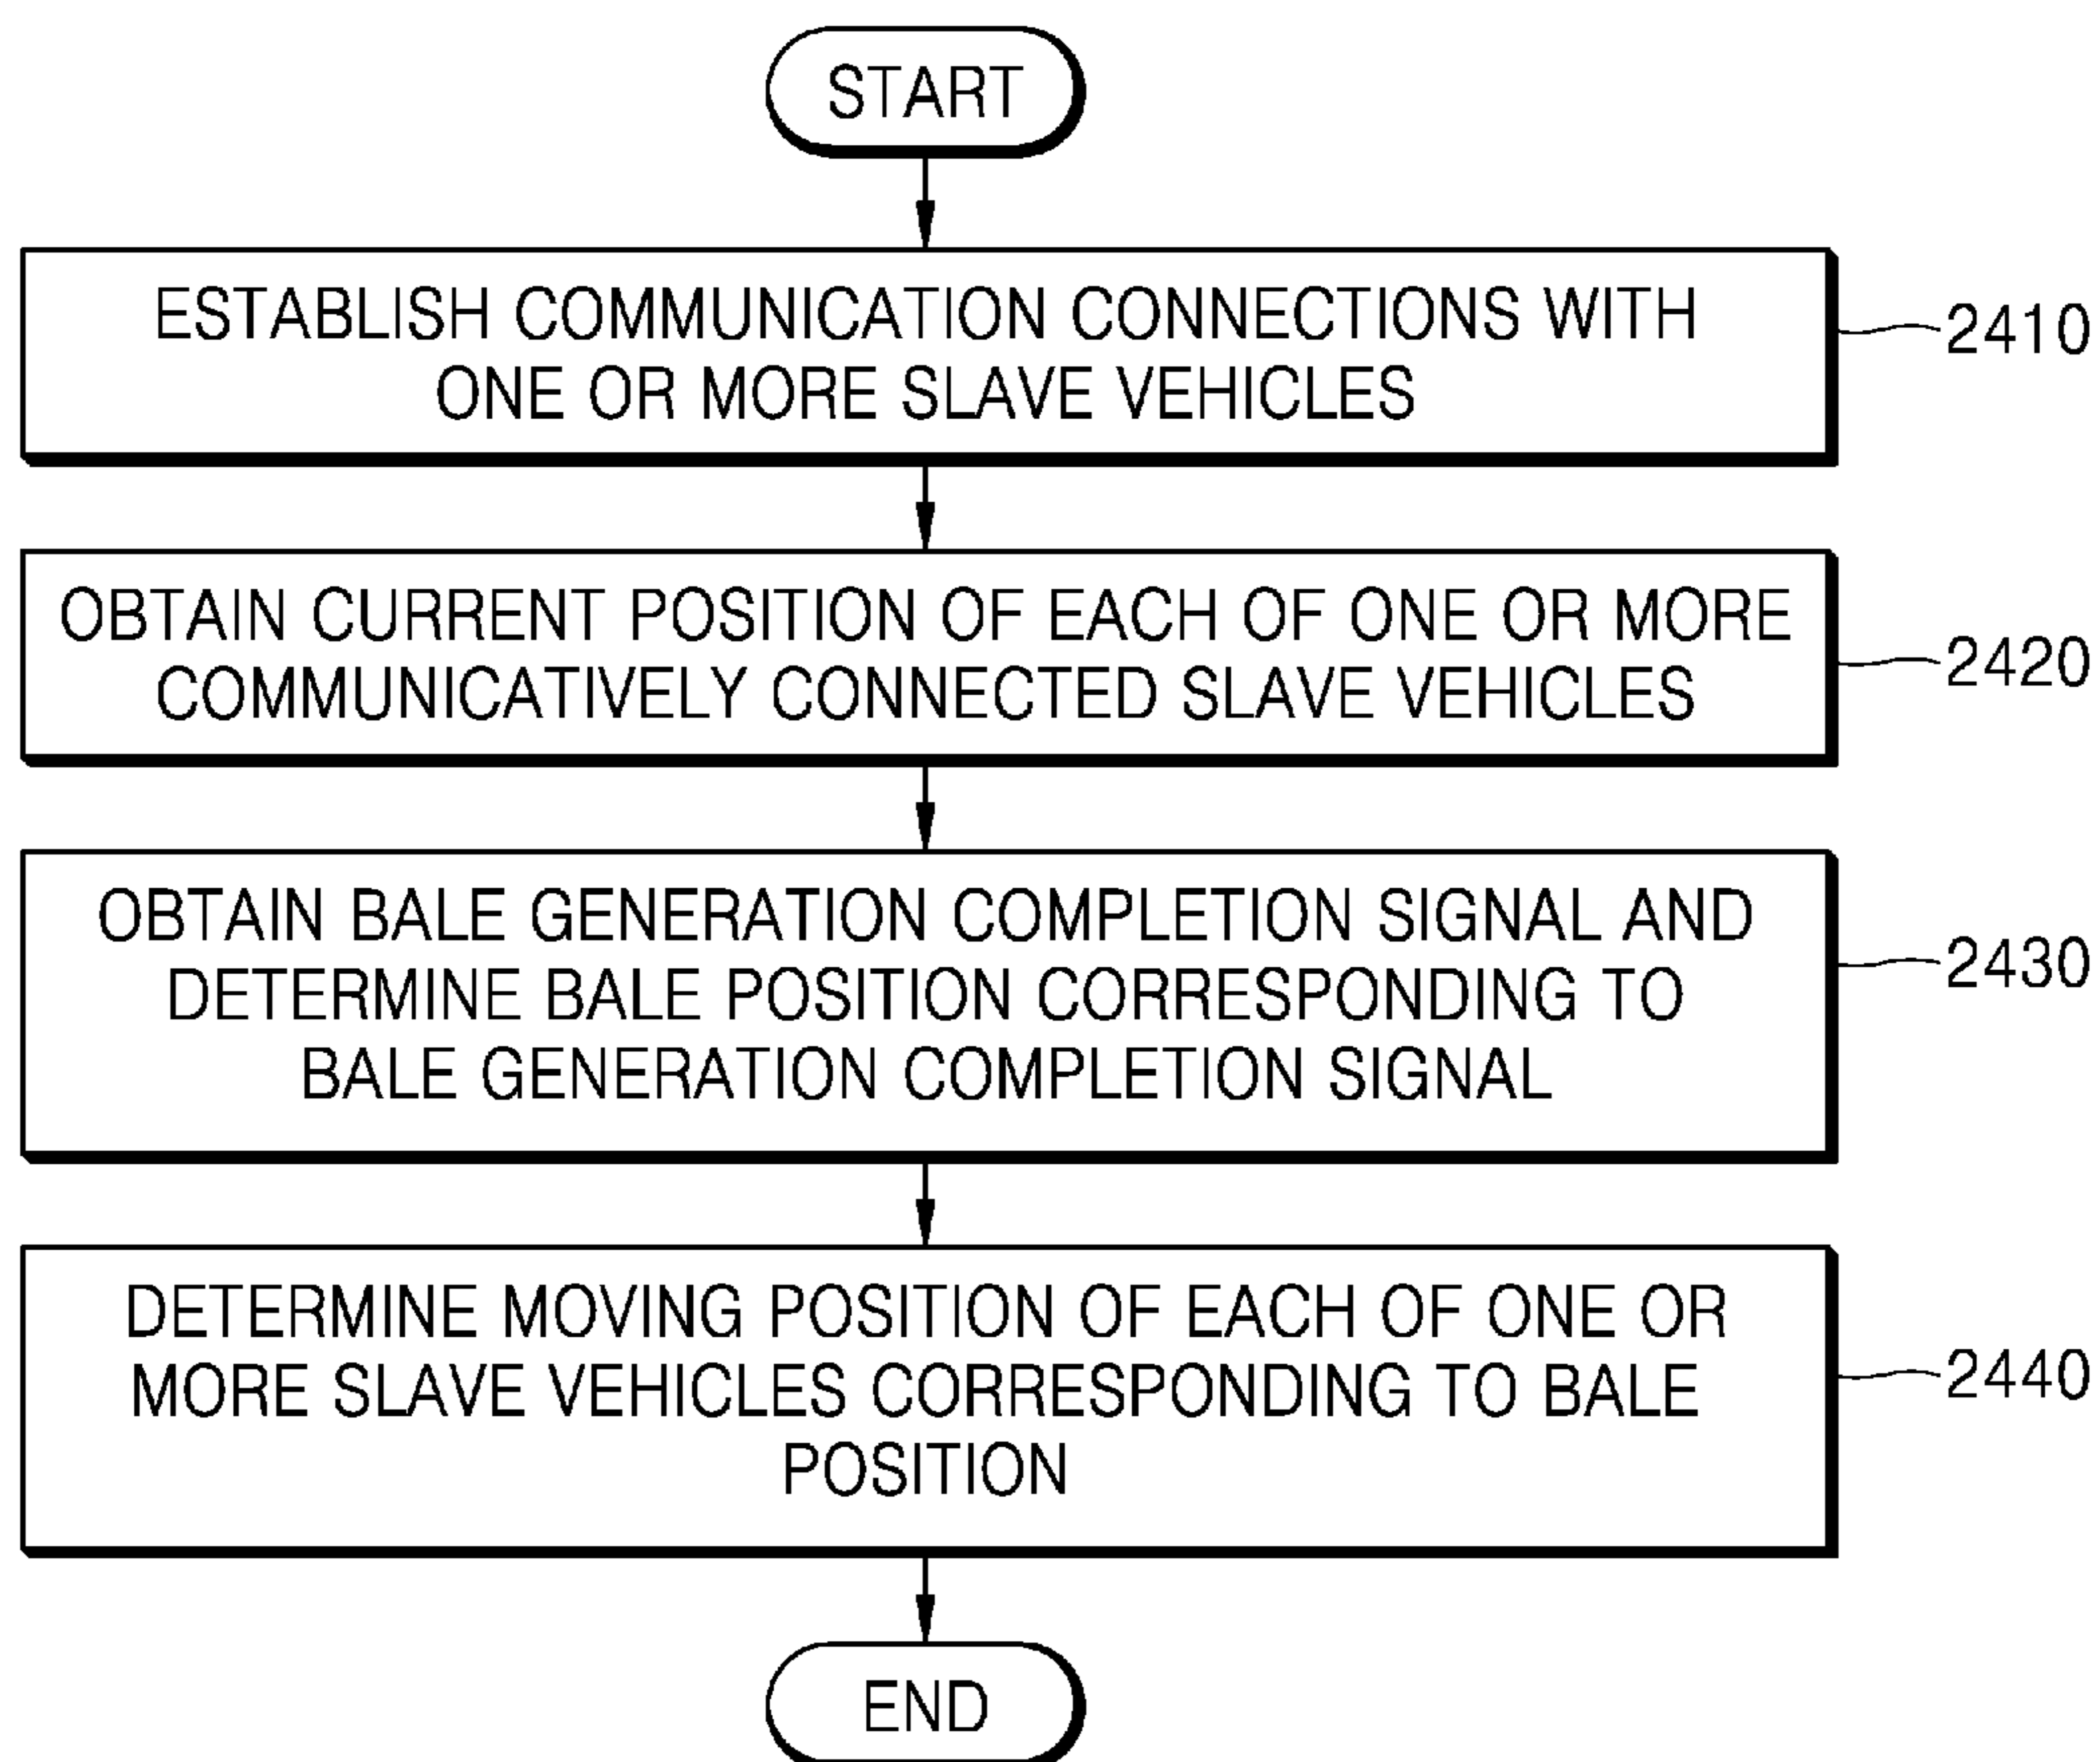 START
ESTABLISH COMMUNICATION CONNECTIONS WITH
ONE OR MORE SLAVE VEHICLES
2410
OBTAIN CURRENT POSITION OF EACH OF ONE OR MORE
COMMUNICATIVELY CONNECTED SLAVE VEHICLES
2420
OBTAIN BALE GENERATION COMPLETION SIGNAL AND
DETERMINE BALE POSITION CORRESPONDING TO
BALE GENERATION COMPLETION SIGNAL
2430
DETERMINE MOVING POSITION OF EACH OF ONE OR
MORE SLAVE VEHICLES CORRESPONDING TO BALE
POSITION
2440
END